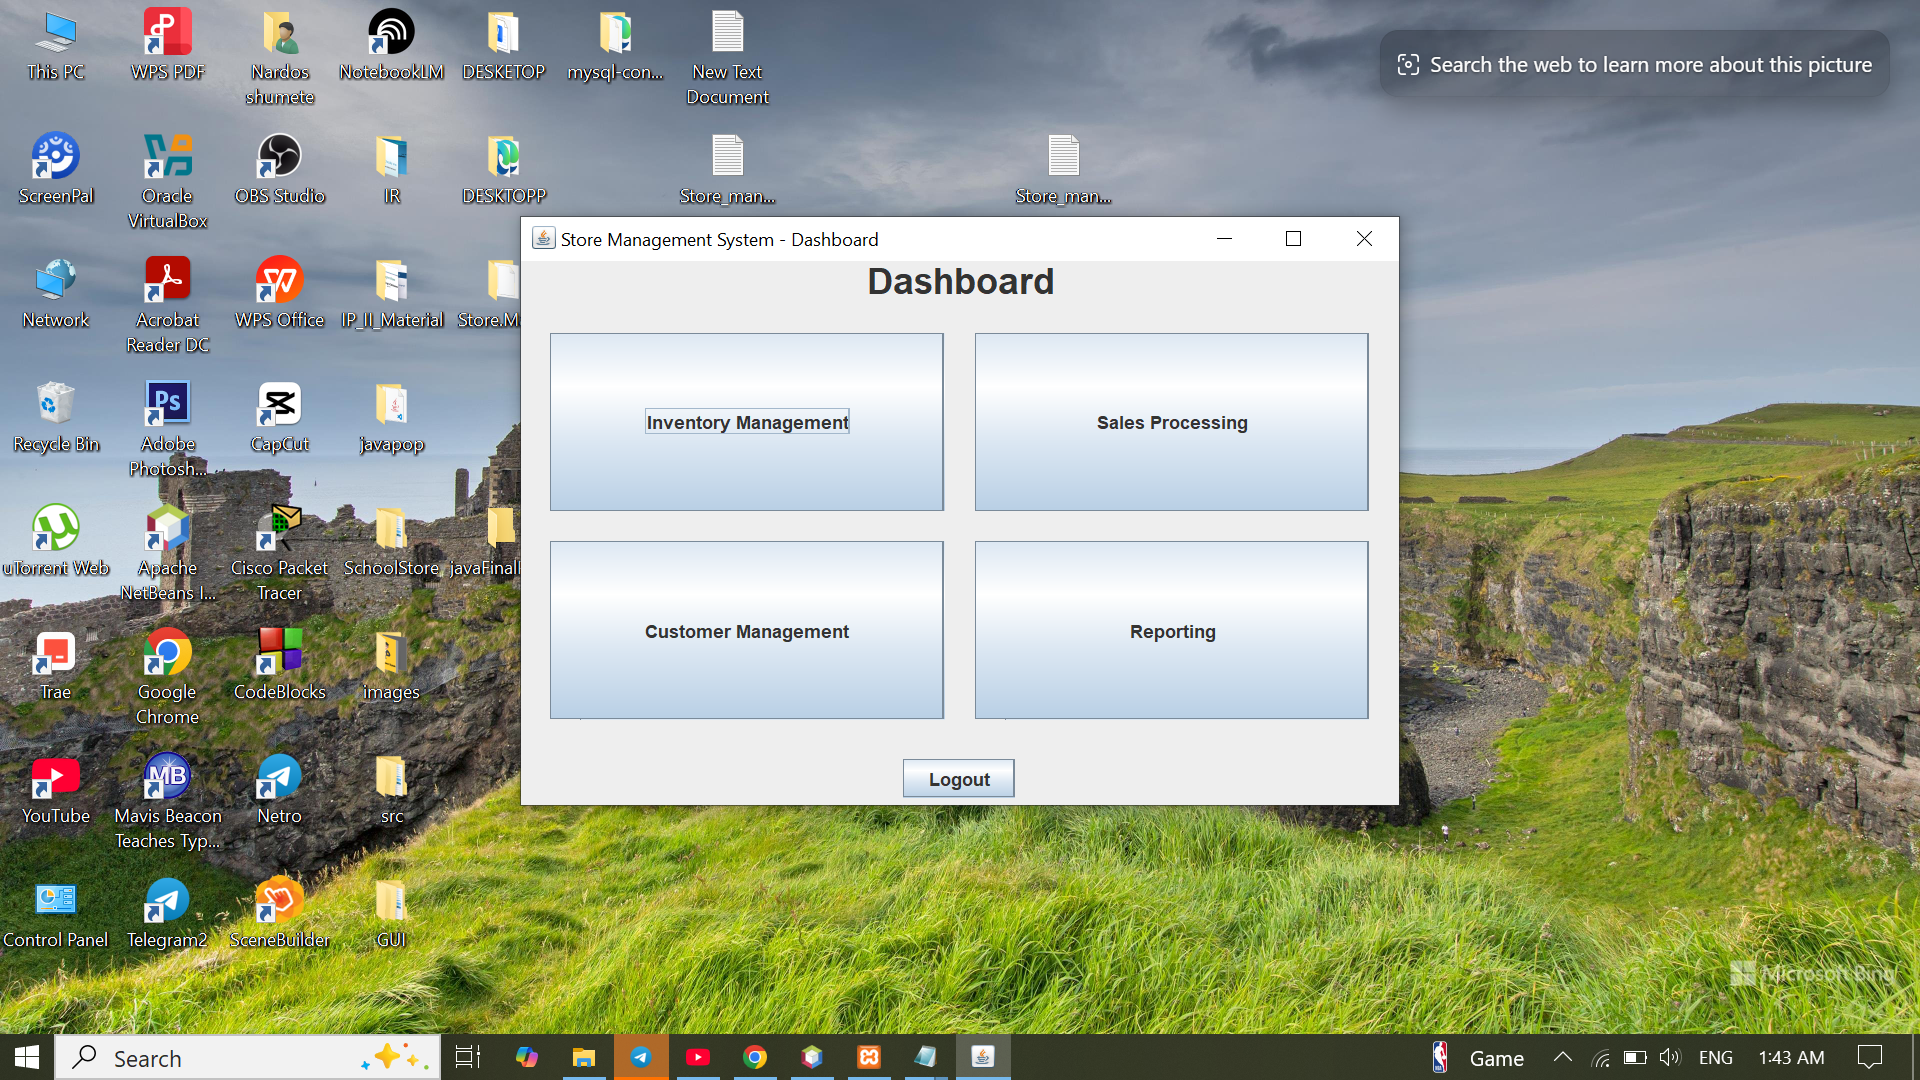 This PC
WPS PDF
Nardos
shumete
NotebookLM
DESKETOP
mysql-con...
New Text
Document
Search the web to learn more about this picture
ScreenPal
Oracle
VirtualBox
OBS Studio
IR
DESKTOPP
Store_man...
Store_man...
Network
Acrobat
Reader DC
WPS Office
IP_II_Material
Store.M
Recycle Bin
Adobe
Photosh...
CapCut
javapop
uTorrent Web
Apache
NetBeans I...
Cisco Packet
Tracer
SchoolStore
javaFinal
Trae
Google
Chrome
CodeBlocks
images
YouTube
MB
Mavis Beacon
Teaches Typ...
Netro
src
Control Panel
Telegram2
SceneBuilder
GUI
Ps
Store Management System - Dashboard
Dashboard
Inventory Management
Sales Processing
Customer Management
Reporting
Logout
Microsoft Bing
Search
Game
ENG
1:43 AM